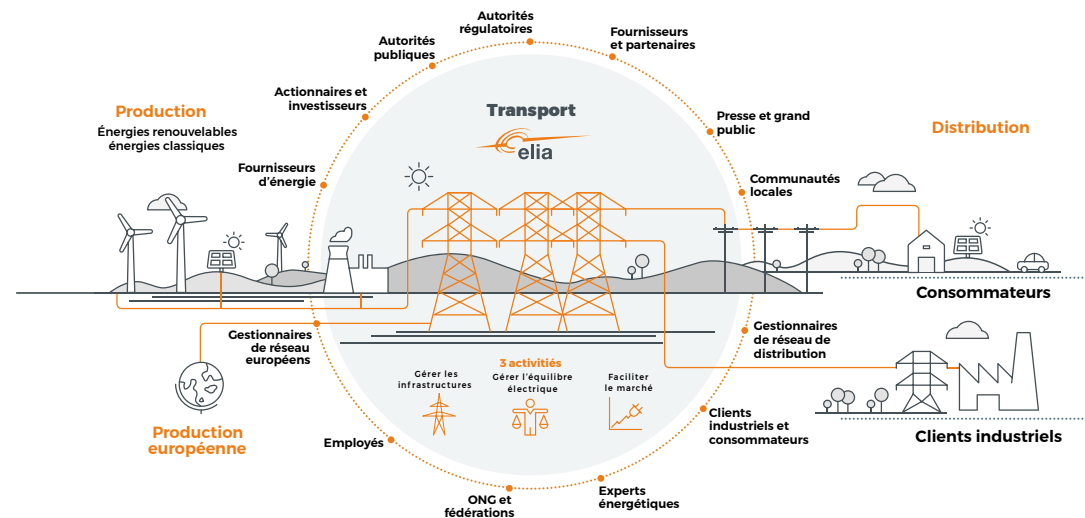 Autorités
régulatoires
Fournisseurs
et partenaires
Autorités
publiques
Actionnaires et
investisseurs
Production
Énergies renouvelables
énergies classiques
Transport
elia
Presse et grand
public
Distribution
Fournisseurs
d'énergie
Communautés
locales
Consommateurs
Gestionnaires
de réseau
européens
Gestionnaires
de réseau de
distribution
3 activitiés
Gérer les
infrastructures
Gérer l'équilibre
électrique
Faciliter
le marché
Production
européenne
Employés
Clients
industriels et
consommateurs
Clients industriels
ONG et
fédérations
Experts
énergétiques